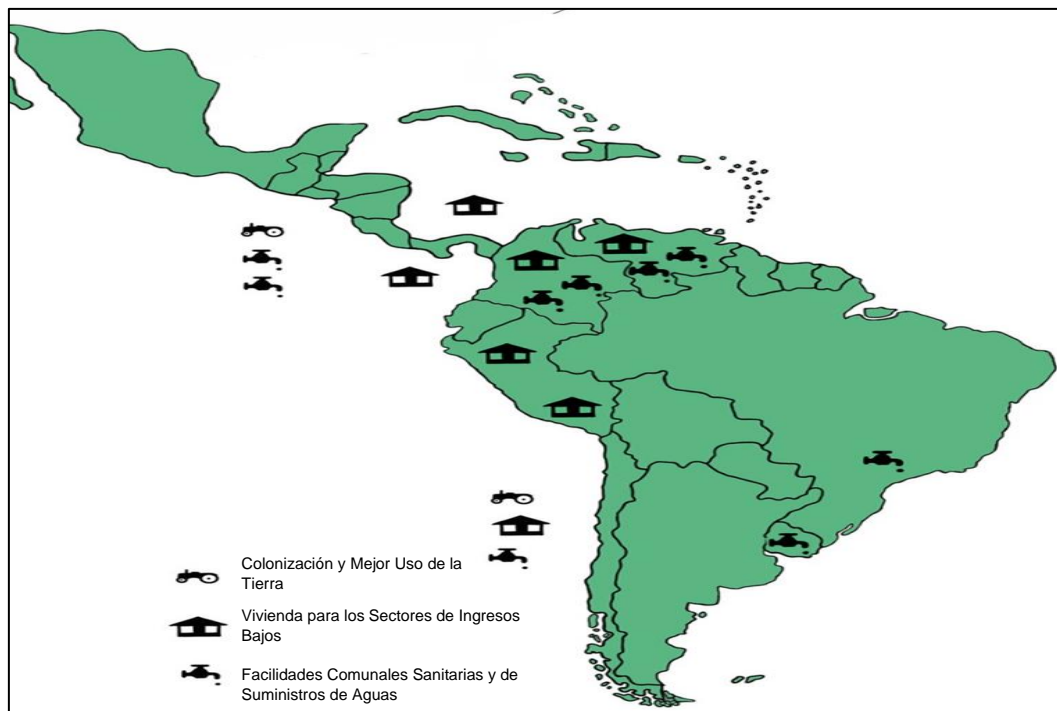 Colonización y Mejor Uso de la
Tierra
Vivienda para los Sectores de Ingresos
Bajos
Facilidades Comunales Sanitarias y de
Suministros de Aguas